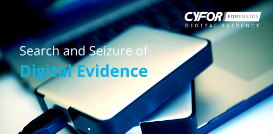 CYFOR FORENSICS
DIGITAL EVIDENCE
Search and Seizure of
Digital Evidence